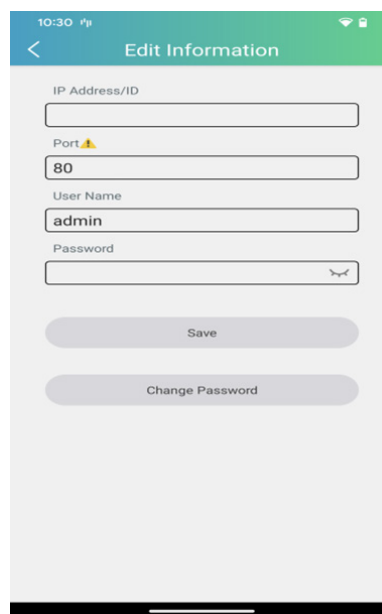 10:30
Edit Information
IP Address/ID
Port
80
User Name
admin
Password
Save
Change Password